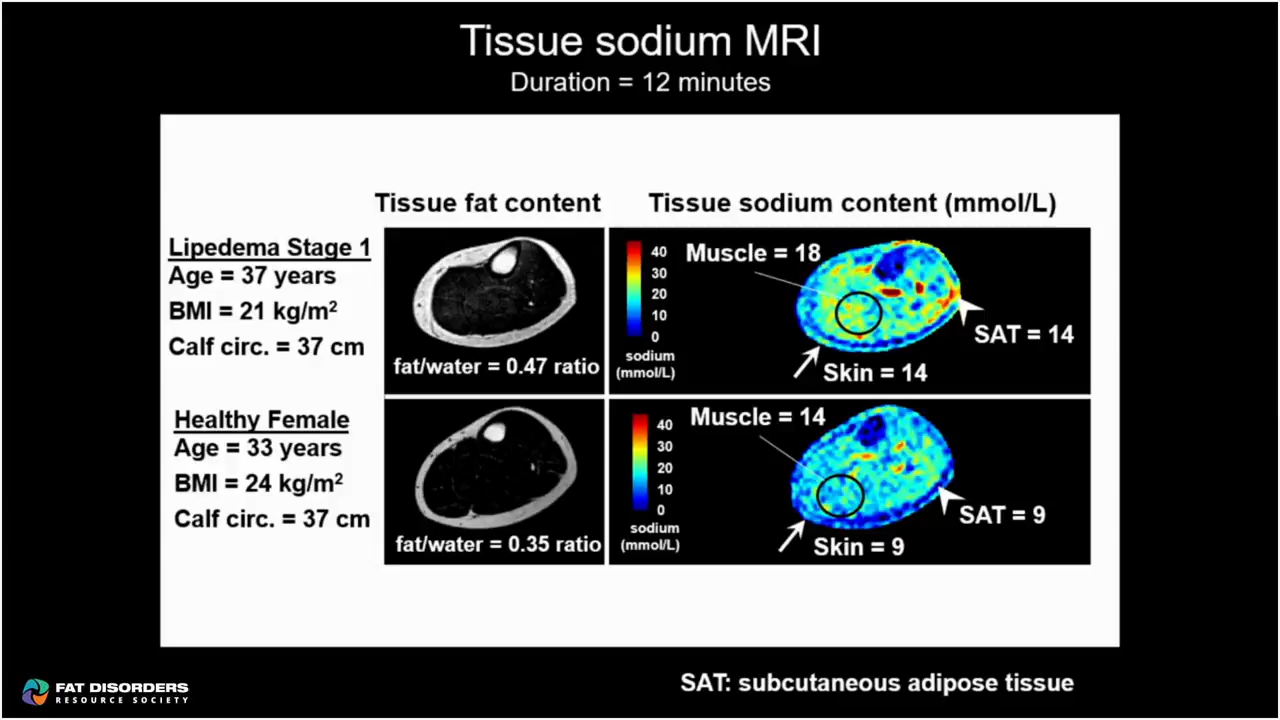 Tissue sodium MRI
Duration = 12 minutes
Tissue fat content
Tissue sodium content (mmol/L)
Lipedema Stage 1
Age = 37 years
BMI = 21 kg/m²
Calf circ. = 37 cm
fat/water = 0.47 ratio
40
30
20
10
0
sodium
(mmol/L)
Muscle = 18
SAT = 14
Skin = 14
Healthy Female
Age = 33 years
BMI = 24 kg/m²
Calf circ. = 37 cm
fat/water = 0.35 ratio
40
30
20
10
0
sodium
(mmol/L)
Muscle = 14
SAT = 9
Skin = 9
FAT DISORDERS
RESOURCE SOCIETY
SAT: subcutaneous adipose tissue